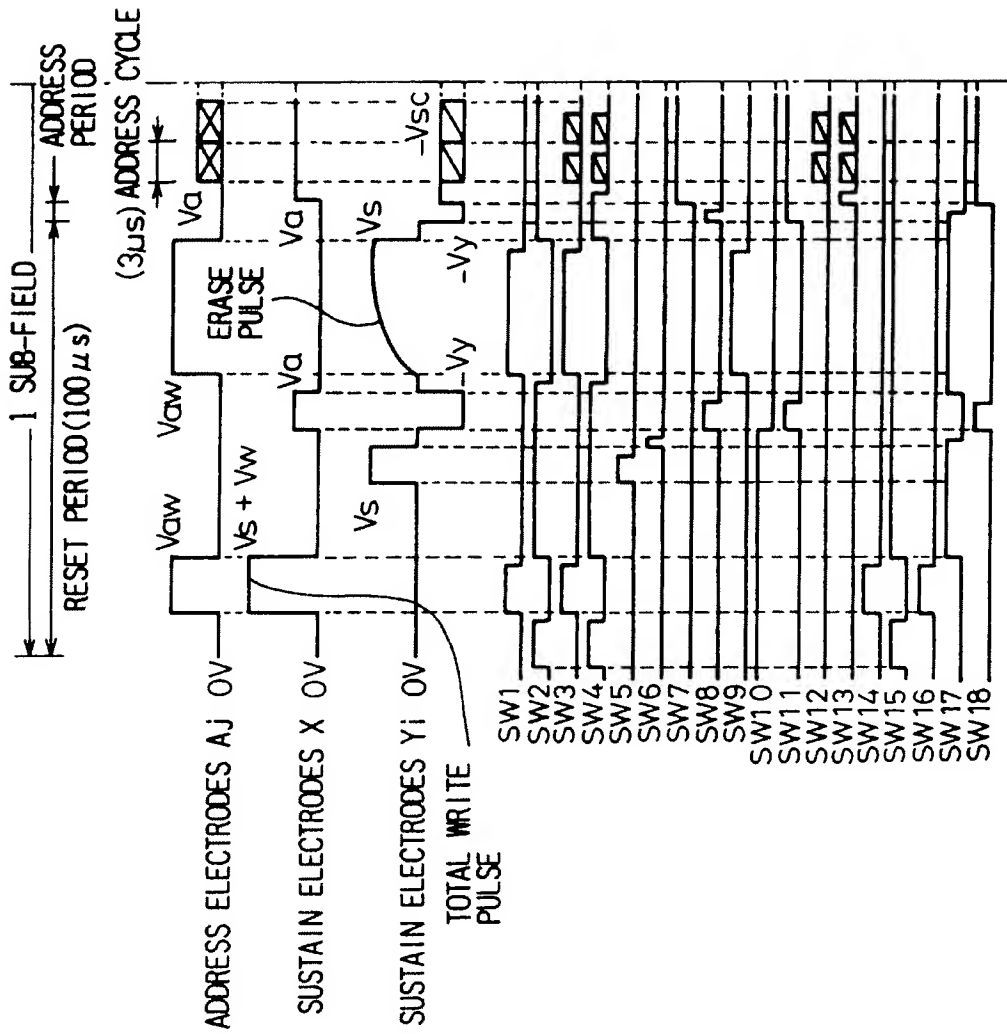 1 SUB-FIELD
RESET PERIOD (100μs)
ADDRESS
PERIOD
(3μs) ADDRESS CYCLE
ADDRESS ELECTRODES Aj 0V
Vaw
Vaw
Va
SUSTAIN ELECTRODES X 0V
Vs + Vw
Va
Va
ERASE
PULSE
SUSTAIN ELECTRODES Yi 0V
Vs
-Vy
-Vy
Vs
-Vsc
TOTAL WRITE
PULSE
SW1
SW2
SW3
SW4
SW5
SW6
SW7
SW8
SW9
SW10
SW11
SW12
SW13
SW14
SW15
SW16
SW17
SW18